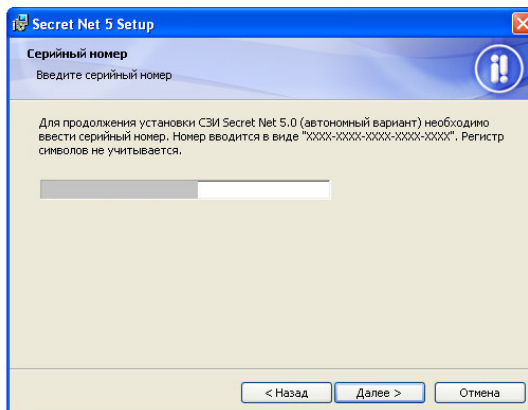 Secret Net 5 Setup
Серийный номер
Введите серийный номер
Для продолжения установки СЗИ Secret Net 5.0 (автономный вариант) необходимо
ввести серийный номер. Номер вводится в виде "XXXX-XXXX-XXXX-XXXX-XXXX". Регистр
символов не учитывается.
< Назад Далее > Отмена